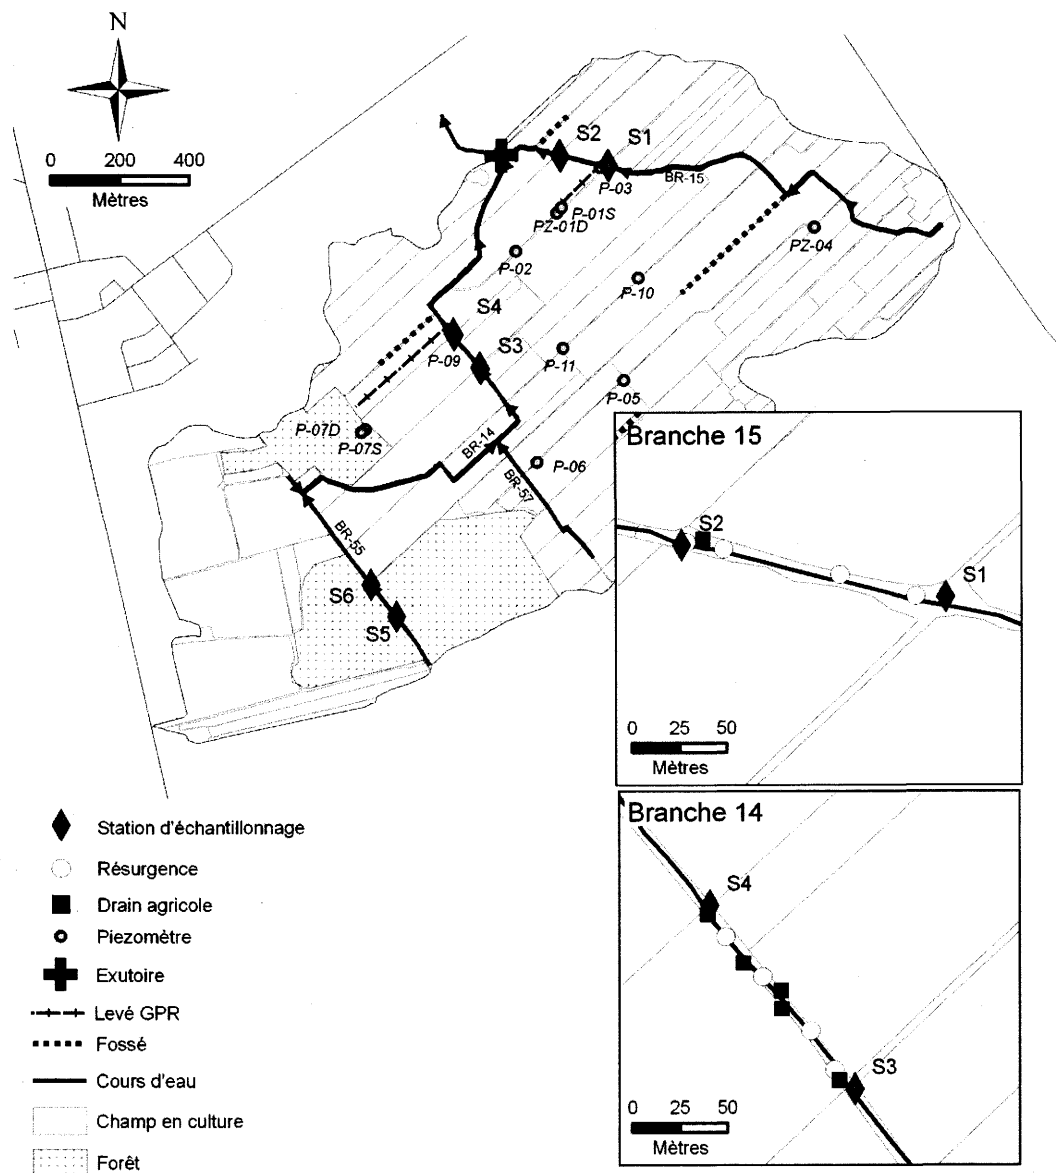 N
0 200 400
Mètres
S2
S1
P-03
BR-15
P-01S
PZ-01D
PZ-04
P-02
P-10
S4
S3
P-09
P-11
P-05
P-07D
P-07S
BR-14
P-06
BR-57
BR-55
S6
S5
Branche 15
S2
S1
0 25 50
Mètres
Branche 14
S4
S3
0 25 50
Mètres
Station d'échantillonnage
Résurgence
Drain agricole
Piezomètre
Exutoire
Levé GPR
Fossé
Cours d'eau
Champ en culture
Forêt